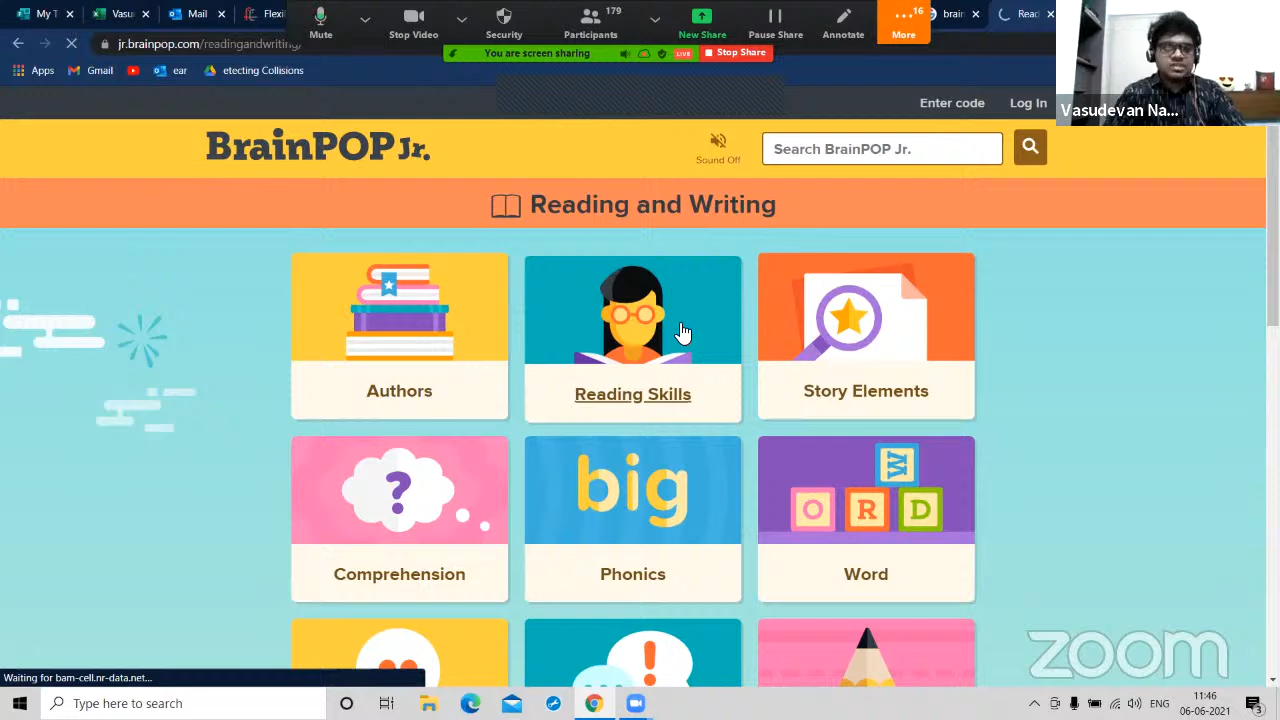 My T
Flexi
Mail
Vasu
16
179
brain
Read
Mute
Stop Video
Security
Participants
New Share
Pause Share
Annotate
More
jr.brainpop.com/readingandwriting/
You are screen sharing
LIVE
Stop Share
Apps
Gmail
ear
etecting Collisions
Enter code
Log In
Vasudevan Na...
BrainPOP Jr.
Sound Off
Search BrainPOP Jr.
Reading and Writing
Authors
Reading Skills
Story Elements
?
big
W
O R D
Comprehension
Phonics
Word
!
zoom
Waiting for bam-cell.nr-data.net...
Type here to search
ENG
11:46
06-06-2021
3